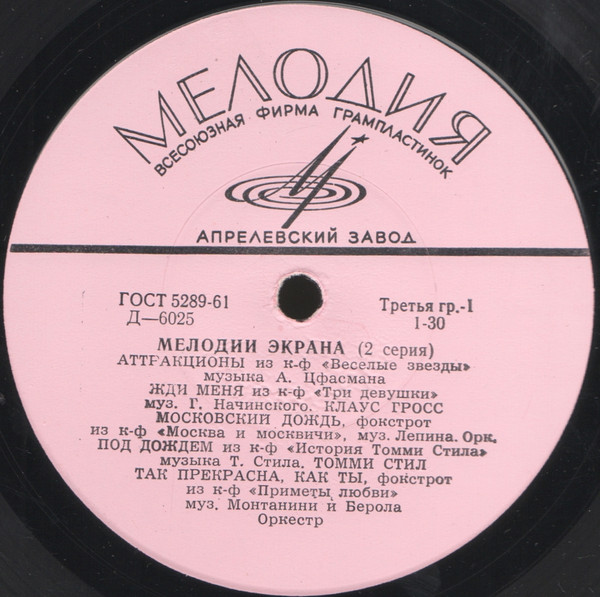 МЕЛОДИЯ
ВСЕСОЮЗНАЯ ФИРМА ГРАМПЛАСТИНОК
АПРЕЛЕВСКИЙ ЗАВОД
ГОСТ 5289-61 Третья гр.-1
Д—6025 1-30
МЕЛОДИИ ЭКРАНА (2 серия)
АТТРАКЦИОНЫ из к-ф «Веселые звезды»
музыка А. Цфасмана
ЖДИ МЕНЯ из к-ф «Три девушки»
муз. Г. Начинского. КЛАУС ГРОСС
МОСКОВСКИЙ ДОЖДЬ, фокстрот
из к-ф «Москва и москвичи», муз. Лепина. Орк.
ПОД ДОЖДЕМ из к-ф «История Томми Стила»
музыка Т. Стила. ТОММИ СТИЛ
ТАК ПРЕКРАСНА, КАК ТЫ, фокстрот
из к-ф «Приметы любви»
муз. Монтанини и Берола
Оркестр